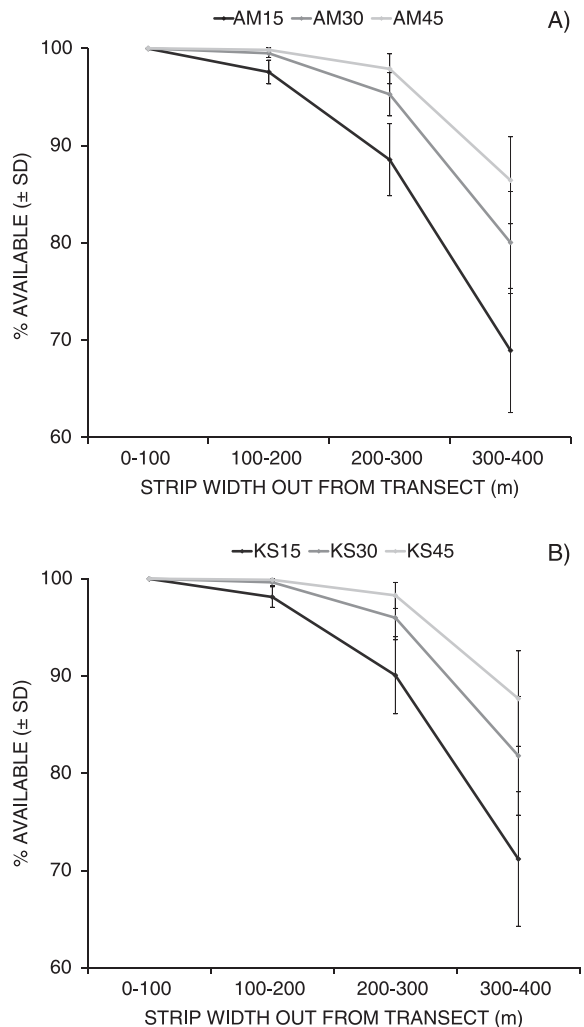 AM15 AM30 AM45
A)
100
90
80
70
60
% AVAILABLE (± SD)
0-100 100-200 200-300 300-400
STRIP WIDTH OUT FROM TRANSECT (m)
KS15 KS30 KS45
B)
100
90
80
70
60
% AVAILABLE (± SD)
0-100 100-200 200-300 300-400
STRIP WIDTH OUT FROM TRANSECT (m)